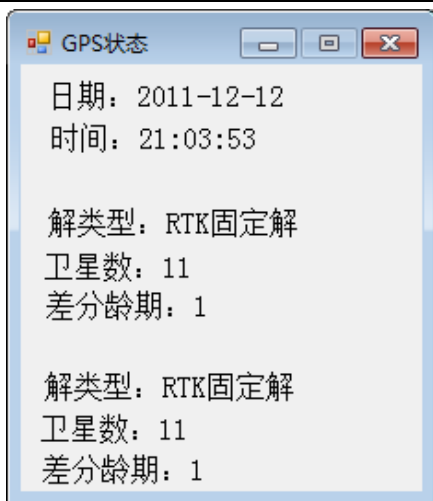 GPS状态
日期：2011-12-12
时间：21:03:53
解类型：RTK固定解
卫星数：11
差分龄期：1
解类型：RTK固定解
卫星数：11
差分龄期：1